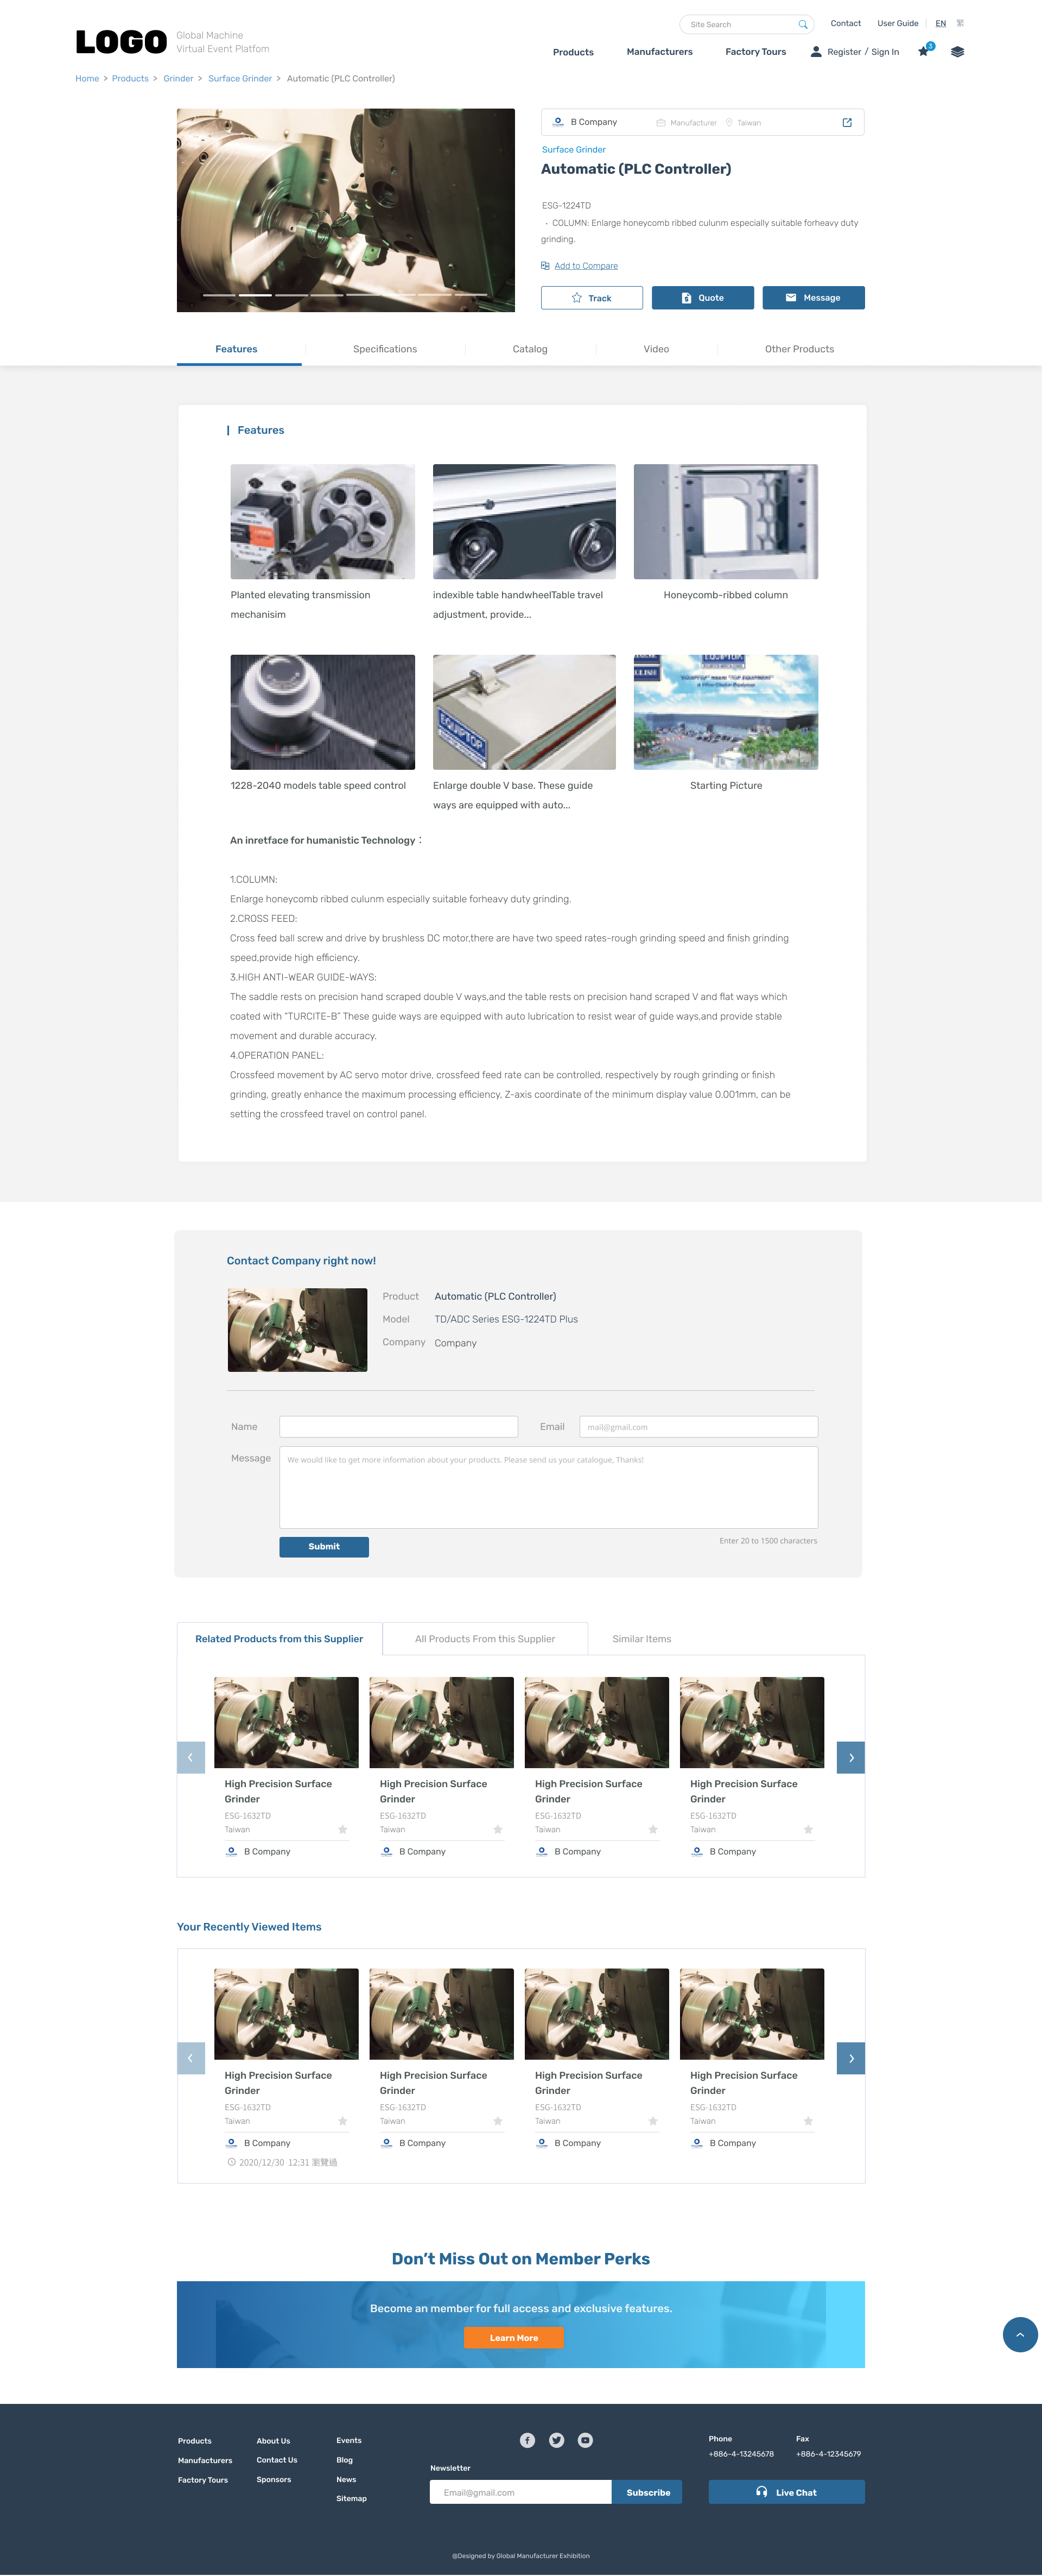 LOGO
Global Machine
Virtual Event Platfom
Site Search
Contact
User Guide
EN
繁
Products
Manufacturers
Factory Tours
Register / Sign In
3
Home > Products > Grinder > Surface Grinder > Automatic (PLC Controller)
B Company
Manufacturer
Taiwan
Surface Grinder
Automatic (PLC Controller)
ESG-1224TD
· COLUMN: Enlarge honeycomb ribbed culunm especially suitable forheavy duty
grinding.
Add to Compare
Track
Quote
Message
Features
Specifications
Catalog
Video
Other Products
Features
Planted elevating transmission
mechanisim
indexible table handwheelTable travel
adjustment, provide...
Honeycomb-ribbed column
EQUIPTOP
1228-2040 models table speed control
Enlarge double V base. These guide
ways are equipped with auto...
Starting Picture
An inretface for humanistic Technology：
1.COLUMN:
Enlarge honeycomb ribbed culunm especially suitable forheavy duty grinding.
2.CROSS FEED:
Cross feed ball screw and drive by brushless DC motor,there are have two speed rates-rough grinding speed and finish grinding
speed,provide high efficiency.
3.HIGH ANTI-WEAR GUIDE-WAYS:
The saddle rests on precision hand scraped double V ways,and the table rests on precision hand scraped V and flat ways which
coated with "TURCITE-B" These guide ways are equipped with auto lubrication to resist wear of guide ways,and provide stable
movement and durable accuracy.
4.OPERATION PANEL:
Crossfeed movement by AC servo motor drive, crossfeed feed rate can be controlled, respectively by rough grinding or finish
grinding, greatly enhance the maximum processing efficiency, Z-axis coordinate of the minimum display value 0.001mm, can be
setting the crossfeed travel on control panel.
Contact Company right now!
Product Automatic (PLC Controller)
Model TD/ADC Series ESG-1224TD Plus
Company Company
Name
Email mail@gmail.com
Message We would like to get more information about your products. Please send us your catalogue, Thanks!
Submit
Enter 20 to 1500 characters
Related Products from this Supplier
All Products From this Supplier
Similar Items
High Precision Surface
Grinder
ESG-1632TD
Taiwan
B Company
High Precision Surface
Grinder
ESG-1632TD
Taiwan
B Company
High Precision Surface
Grinder
ESG-1632TD
Taiwan
B Company
High Precision Surface
Grinder
ESG-1632TD
Taiwan
B Company
Your Recently Viewed Items
High Precision Surface
Grinder
ESG-1632TD
Taiwan
B Company
2020/12/30 12:31 瀏覽過
High Precision Surface
Grinder
ESG-1632TD
Taiwan
B Company
High Precision Surface
Grinder
ESG-1632TD
Taiwan
B Company
High Precision Surface
Grinder
ESG-1632TD
Taiwan
B Company
Don't Miss Out on Member Perks
Become an member for full access and exclusive features.
Learn More
Products
Manufacturers
Factory Tours
About Us
Contact Us
Sponsors
Events
Blog
News
Sitemap
Newsletter
Email@gmail.com
Subscribe
Phone
+886-4-13245678
Fax
+886-4-12345679
Live Chat
@Designed by Global Manufacturer Exhibition